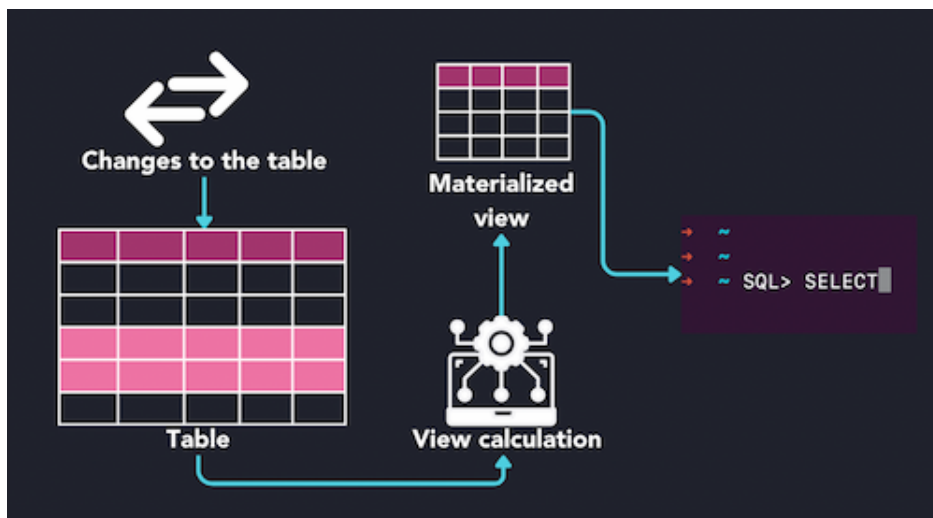 Changes to the table
Table
View calculation
Materialized
view
~
~
~ SQL> SELECT